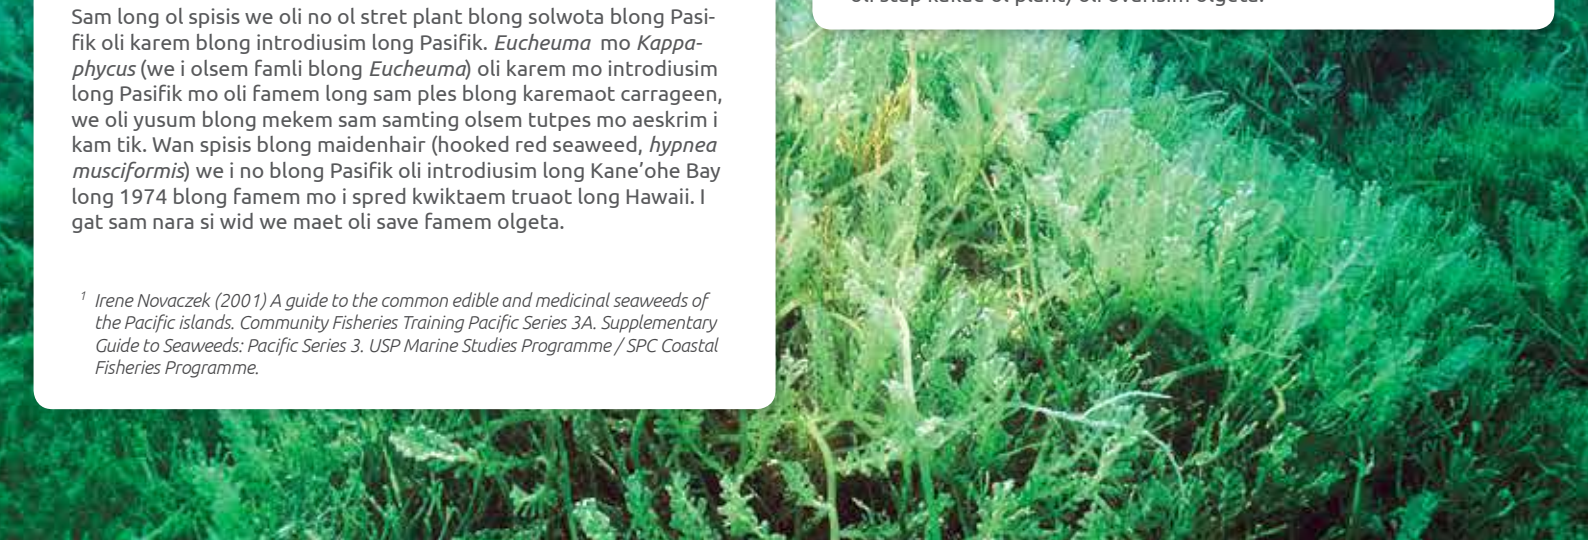 Sam long ol spisis we oli no ol stret plant blong solwota blong Pasi-
fik oli karem blong introdiusim long Pasifik. Eucheuma mo Kappa-
phycus (we i olsem famli blong Eucheuma) oli karem mo introdiusim
long Pasifik mo oli famem long sam ples blong karemaot carrageen,
we oli yusum blong mekem sam samting olsem tutpes mo aeskrim i
kam tik. Wan spisis blong maidenhair (hooked red seaweed, hypnea
musciformis) we i no blong Pasifik oli introdiusim long Kane’ohe Bay
long 1974 blong famem mo i spred kwiktaem truaot long Hawaii. I
gat sam nara si wid we maet oli save famem olgeta.
1 Irene Novaczek (2001) A guide to the common edible and medicinal seaweeds of
the Pacific islands. Community Fisheries Training Pacific Series 3A. Supplementary
Guide to Seaweeds: Pacific Series 3. USP Marine Studies Programme / SPC Coastal
Fisheries Programme.